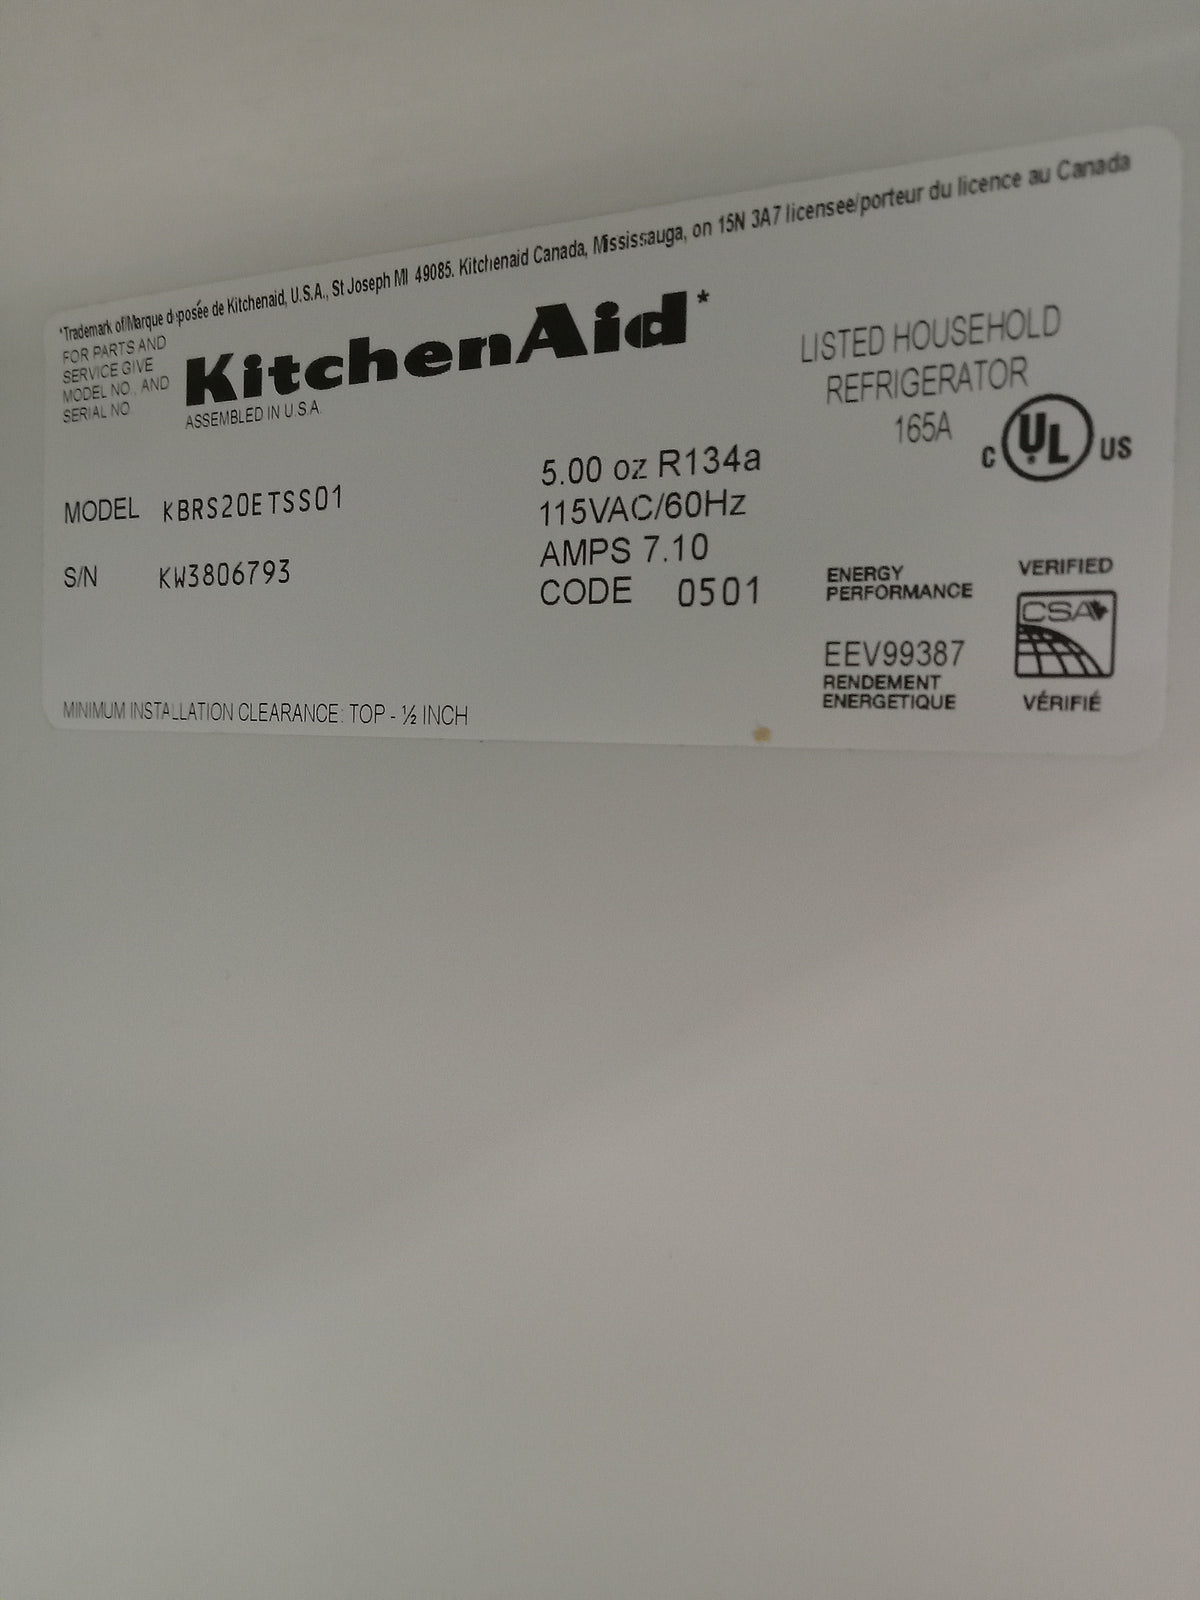 *Trademark of/Marque déposée de Kitchenaid, U.S.A., St Joseph MI 49085. Kitchenaid Canada, Mississauga, on 15N 3A7 licensee/porteur du licence au Canada
FOR PARTS AND
SERVICE GIVE
MODEL NO., AND
SERIAL NO
KitchenAid*
ASSEMBLED IN U.S.A.
MODEL KBRS20ETSS01
S/N KW3806793
5.00 oz R134a
115VAC/60Hz
AMPS 7.10
CODE 0501
LISTED HOUSEHOLD
REFRIGERATOR
165A
C UL US
ENERGY
PERFORMANCE
EEV99387
RENDEMENT
ENERGETIQUE
VERIFIED
CSA
VÉRIFIÉ
MINIMUM INSTALLATION CLEARANCE: TOP - ½ INCH